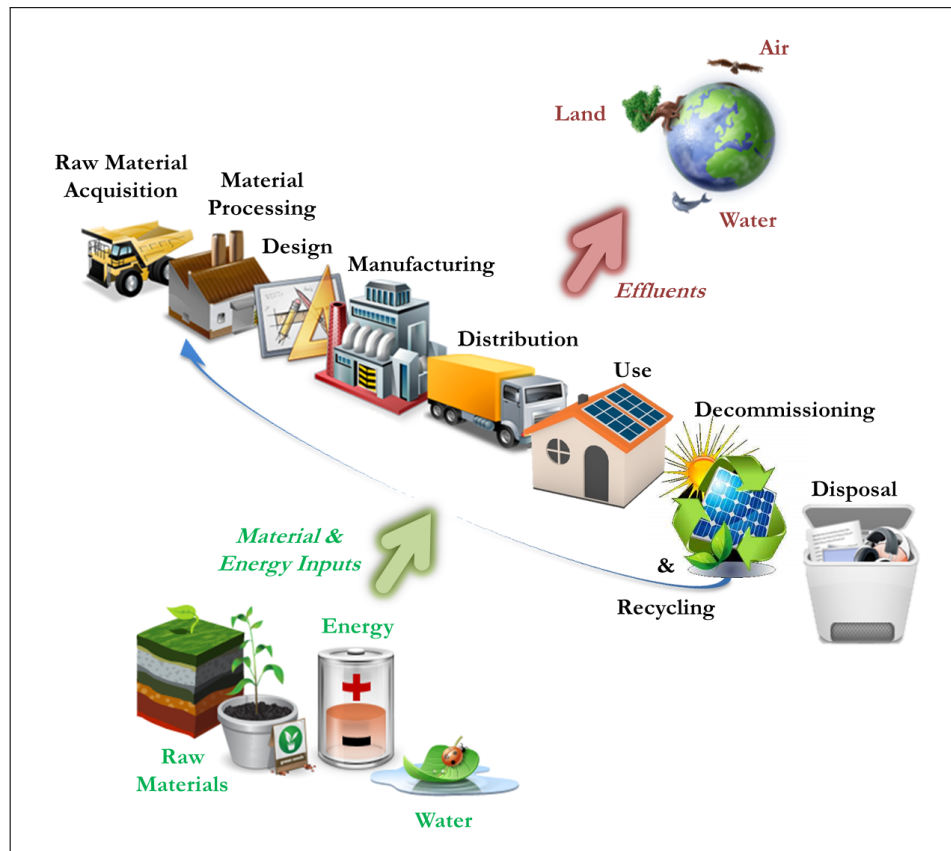 Air
Land
Water
Raw Material
Acquisition
Material
Processing
Design
Manufacturing
Effluents
Distribution
Use
Decommissioning
&
Recycling
Disposal
Material &
Energy Inputs
Energy
Raw
Materials
Water